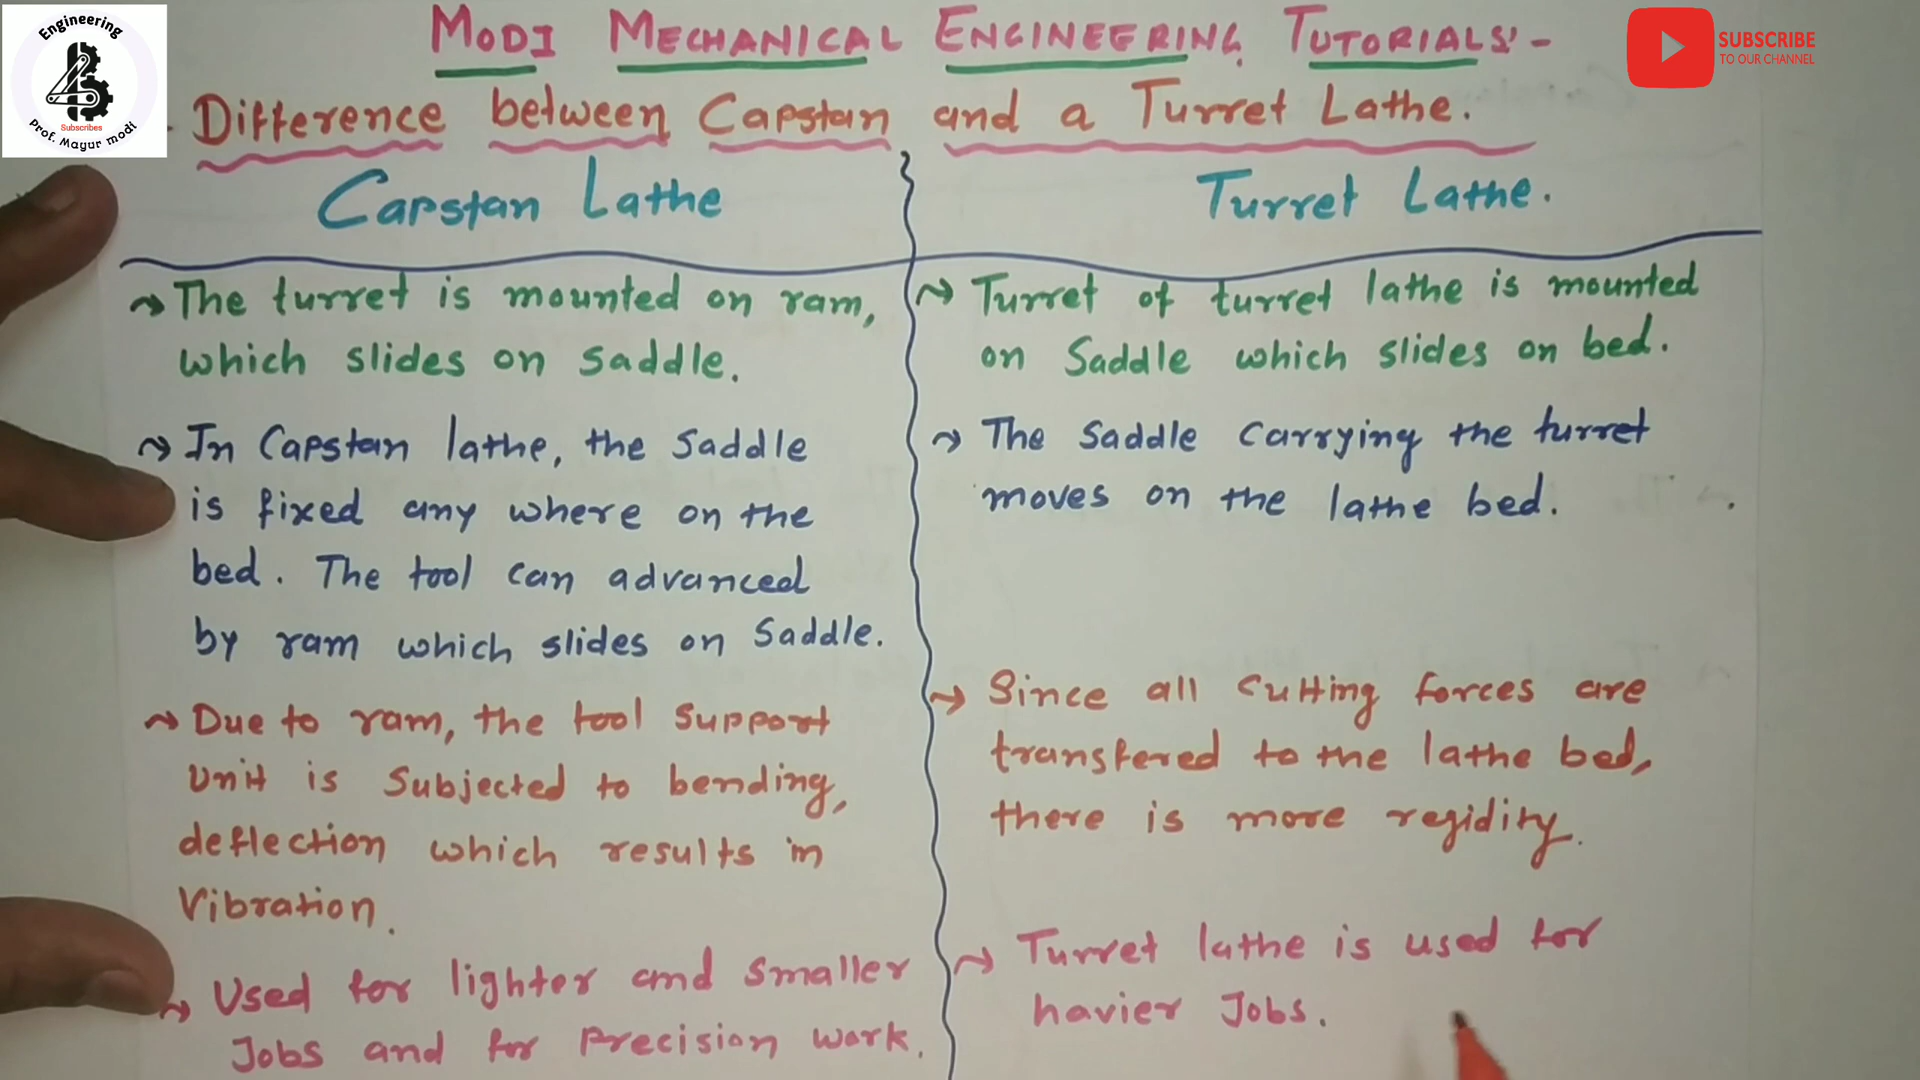 Engineering
Subscribes
Prof. Mayur modi
MODI MECHANICAL ENGINEERING TUTORIALS:-
SUBSCRIBE
TO OUR CHANNEL
Difference between Capstan and a Turret Lathe.
Capstan Lathe
→ The turret is mounted on ram,
which slides on saddle.
→ In Capstan lathe, the saddle
is fixed any where on the
bed. The tool can advanced
by ram which slides on saddle.
→ Due to ram, the tool support
unit is subjected to bending,
deflection which results in
Vibration.
→ Used for lighter and smaller
Jobs and for Precision work.
Turret Lathe.
→ Turret of turret lathe is mounted
on saddle which slides on bed.
→ The saddle carrying the turret
moves on the lathe bed.
→ Since all cutting forces are
transfered to the lathe bed,
there is more regidity.
→ Turret lathe is used for
havier Jobs.